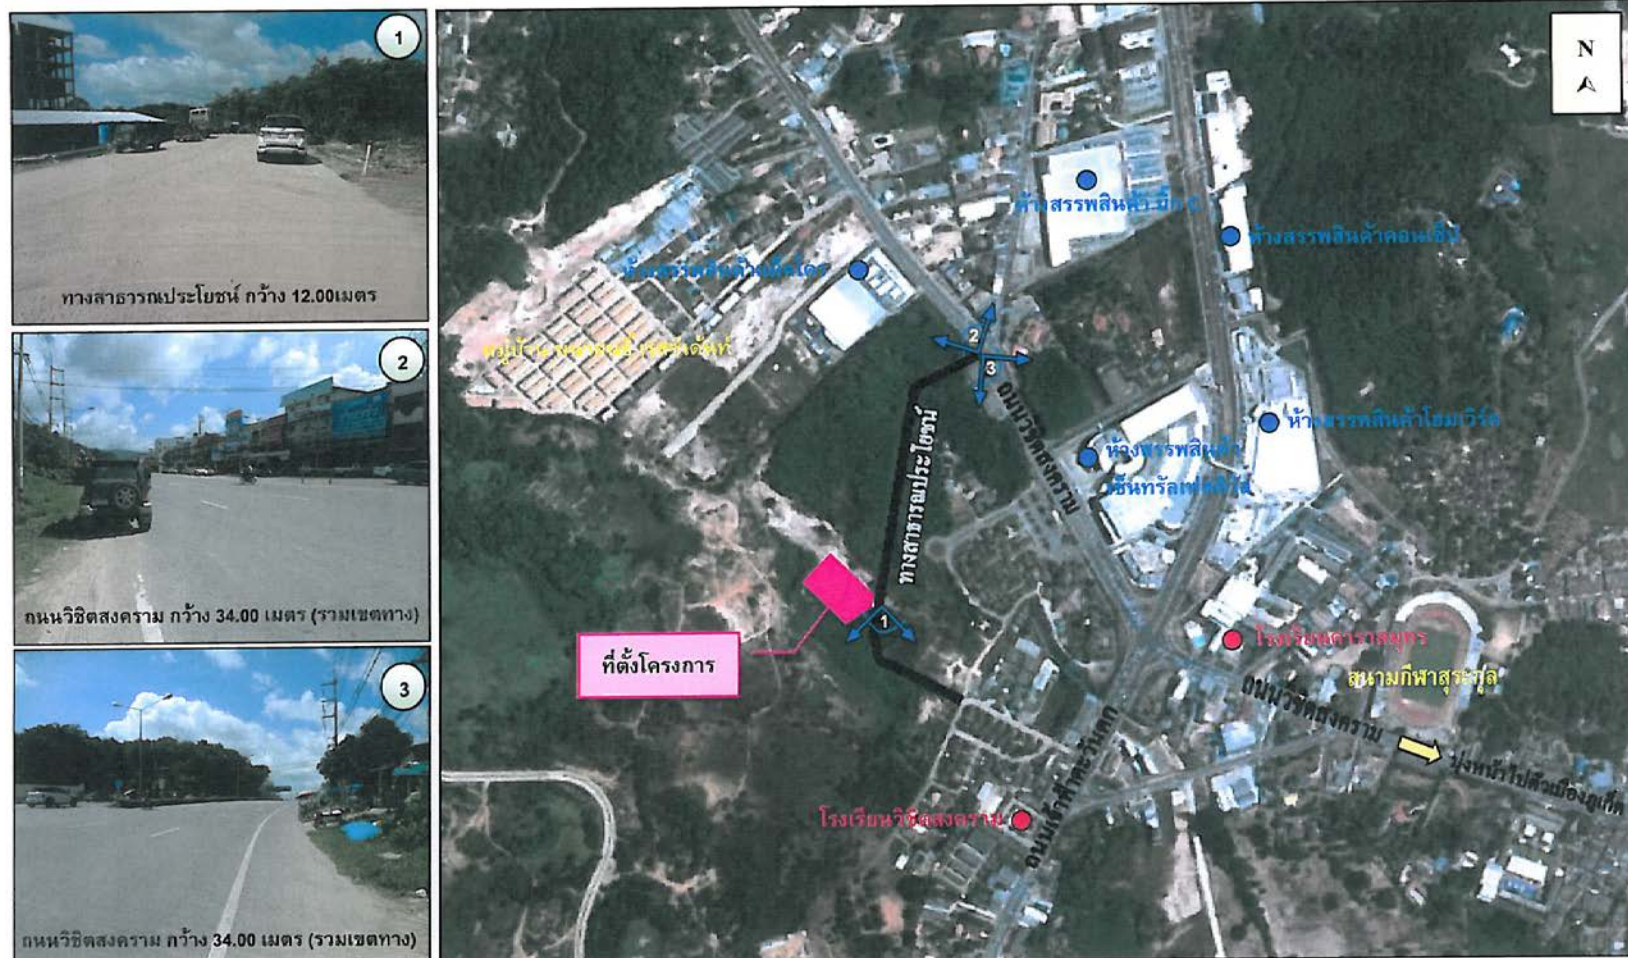 1
ทางสาธารณประโยชน์ กว้าง 12.00เมตร
2
ถนนวิชิตสงคราม กว้าง 34.00 เมตร (รวมเขตทาง)
3
ถนนวิชิตสงคราม กว้าง 34.00 เมตร (รวมเขตทาง)
N
ห้างสรรพสินค้า บิ๊ก C
ห้างสรรพสินค้าคอนเซ็ป
ห้างสรรพสินค้าแม็คโคร
หมู่บ้าน
2
3
ถนนวิชิตสงคราม
ทางสาธารณประโยชน์
ห้างสรรพสินค้าโฮมเวิร์ค
ห้างสรรพสินค้า
เซ็นทรัลเฟสติวัล
1
ที่ตั้งโครงการ
โรงเรียนดาราสมุทร
สนามกีฬาสุระกุล
ถนนวิชิตสงคราม
มุ่งหน้าไปตัวเมืองภูเก็ต
ถนนเจ้าฟ้าตะวันตก
โรงเรียนวิชิตสงคราม